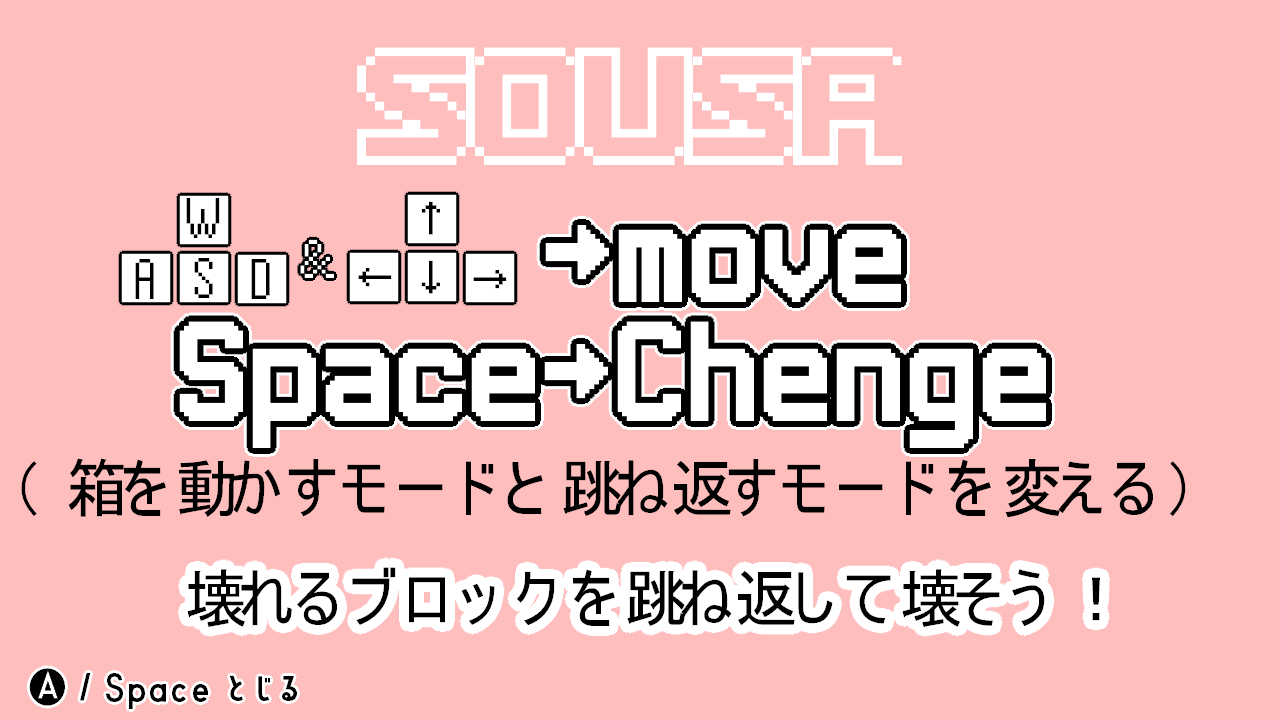 SOUSA
W
A S D & ← ↑ ↓ → →move
Space→Chenge
(箱を動かすモードと跳ね返すモードを変える)
壊れるブロックを跳ね返して壊そう!
A / Space とじる